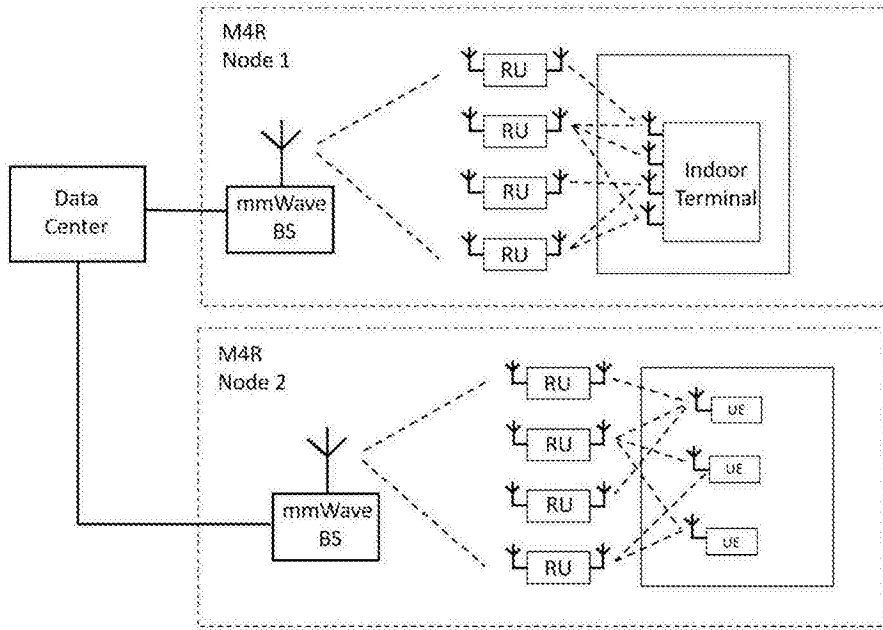 M4R
Node 1
RU
RU
RU
RU
Indoor
Terminal
Data
Center
mmWave
BS
M4R
Node 2
RU
RU
RU
RU
UE
UE
UE
mmWave
BS